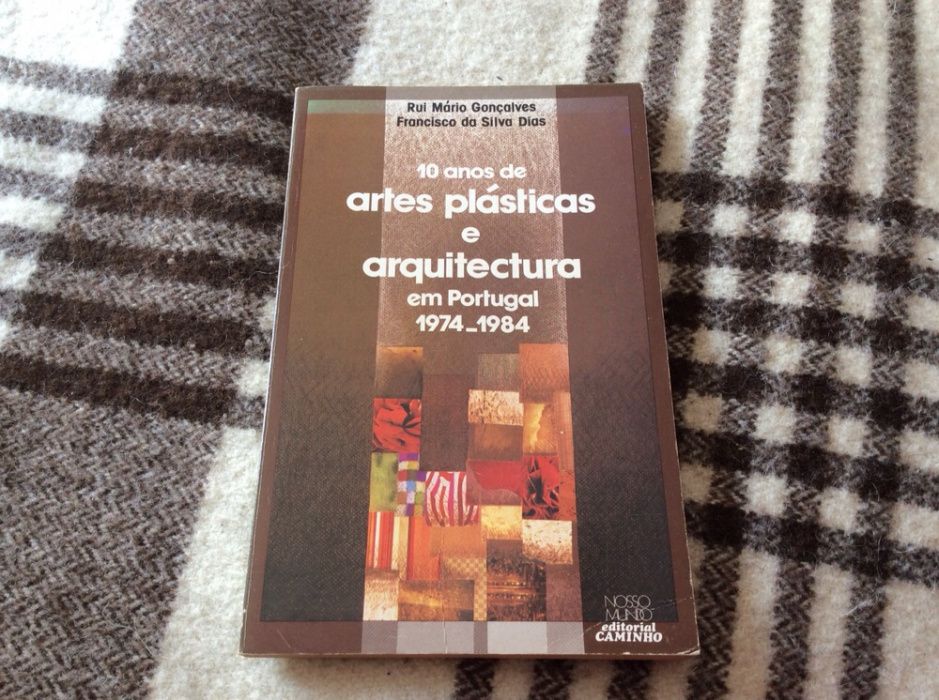 Rui Mário Gonçalves
Francisco da Silva Dias
10 anos de
artes plásticas
e
arquitectura
em Portugal
1974_1984
NOSSO
MUNDO
editorial
CAMINHO